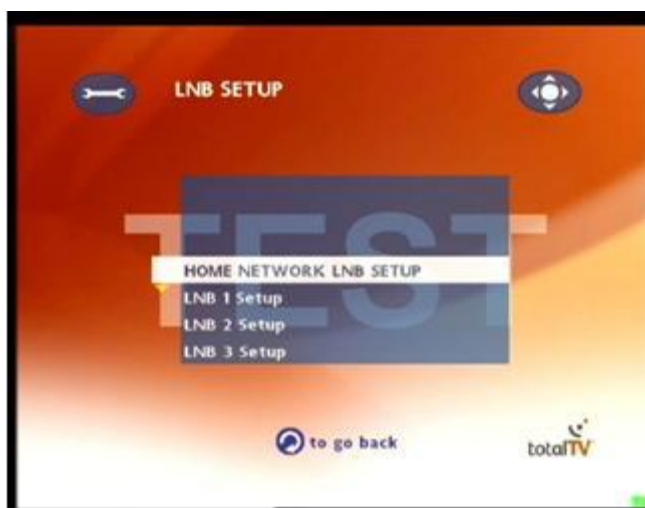 LNB SETUP
TEST
HOME NETWORK LNB SETUP
LNB 1 Setup
LNB 2 Setup
LNB 3 Setup
to go back
totalTV